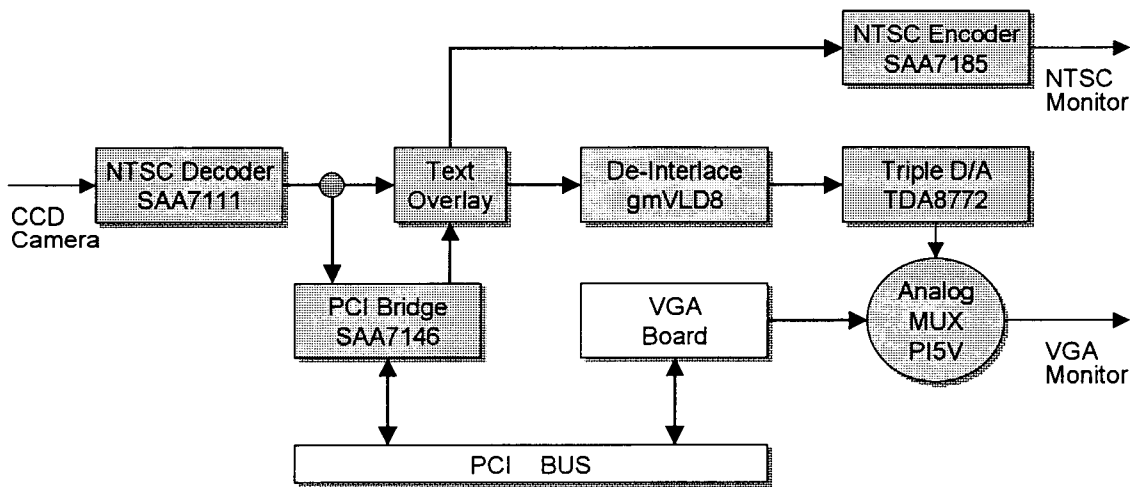 NTSC Encoder
SAA7185
NTSC
Monitor
NTSC Decoder
SAA7111
CCD
Camera
Text
Overlay
De-Interlace
gmVLD8
Triple D/A
TDA8772
PCI Bridge
SAA7146
VGA
Board
Analog
MUX
PI5V
VGA
Monitor
PCI BUS